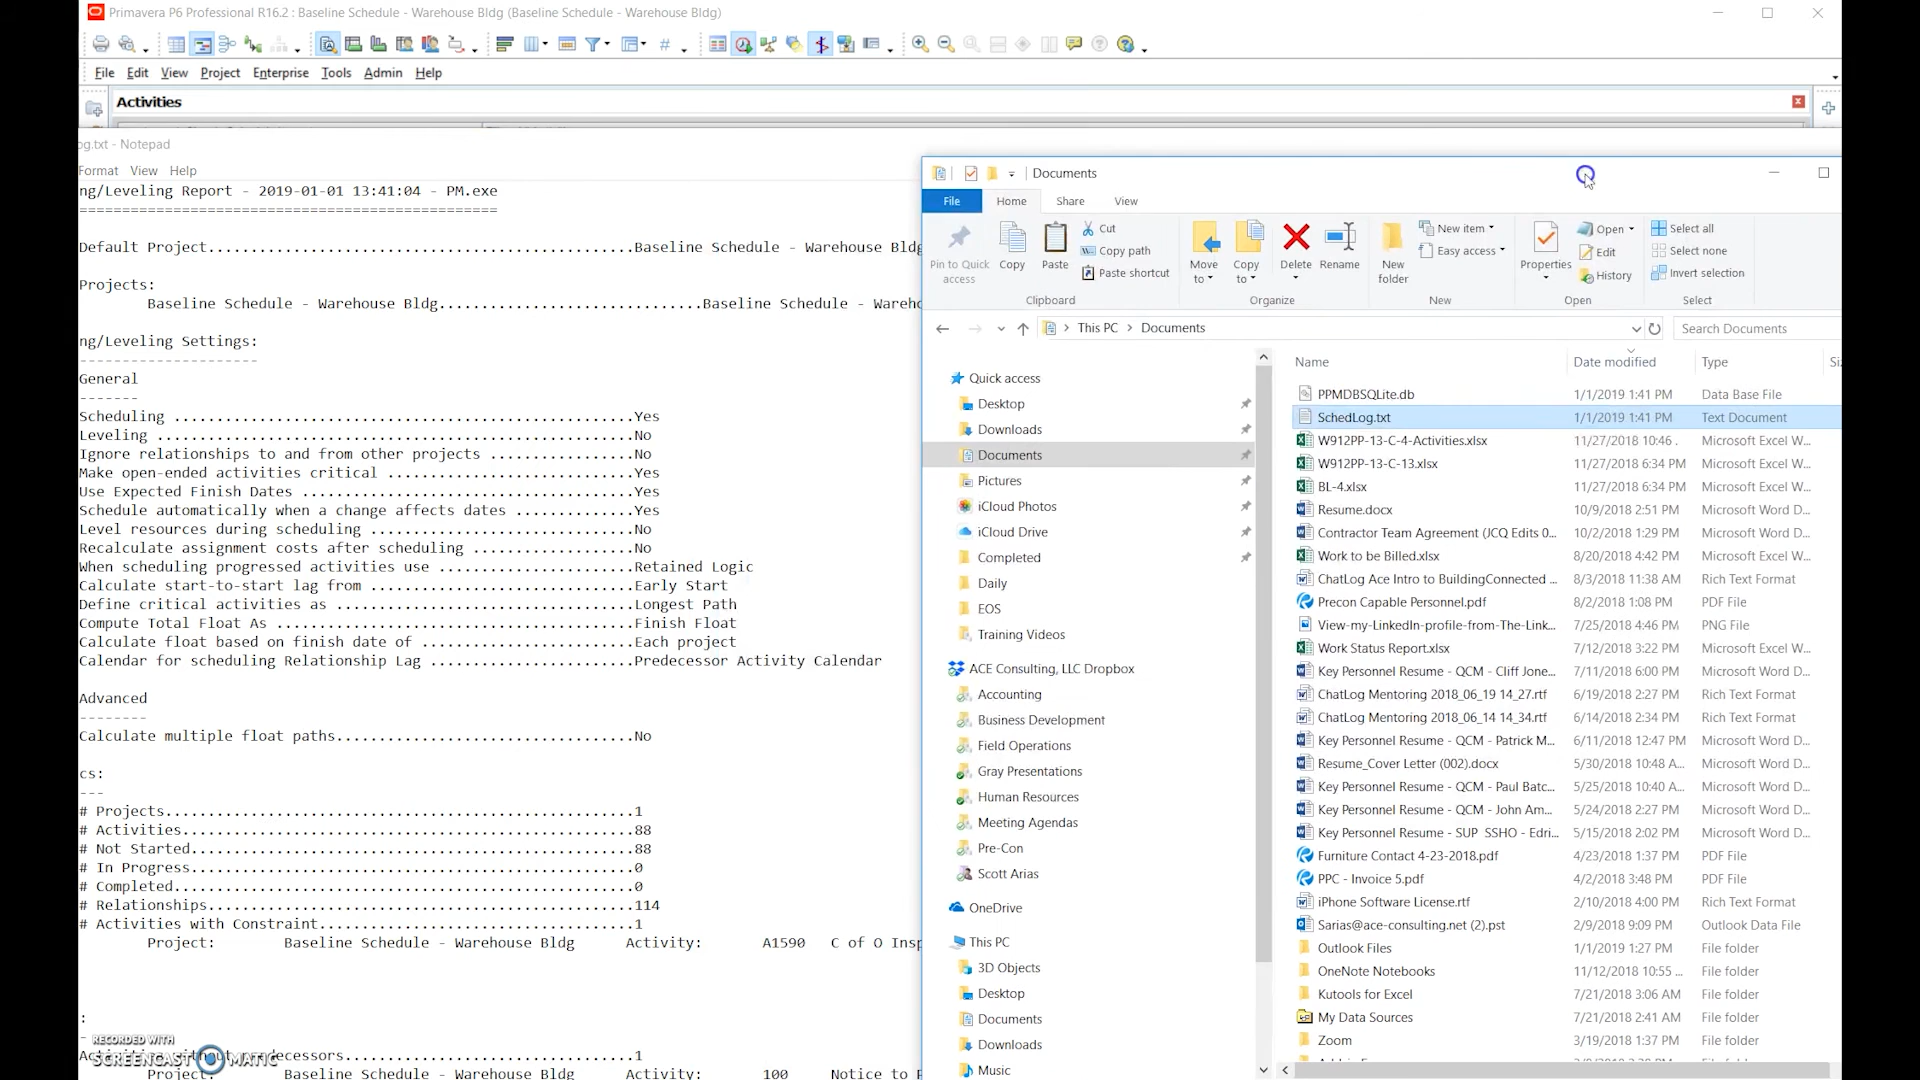 Primavera P6 Professional R16.2 : Baseline Schedule - Warehouse Bldg (Baseline Schedule - Warehouse Bldg)
File Edit View Project Enterprise Tools Admin Help
Activities
og.txt - Notepad
Format View Help
ng/Leveling Report - 2019-01-01 13:41:04 - PM.exe
Default Project..................................................Baseline Schedule - Warehouse Bldg
Projects:
Baseline Schedule - Warehouse Bldg...............................Baseline Schedule - Wareho
ng/Leveling Settings:
General
Scheduling ......................................................Yes
Leveling ........................................................No
Ignore relationships to and from other projects .................No
Make open-ended activities critical .............................Yes
Use Expected Finish Dates .......................................Yes
Schedule automatically when a change affects dates ..............Yes
Level resources during scheduling ...............................No
Recalculate assignment costs after scheduling ...................No
When scheduling progressed activities use .......................Retained Logic
Calculate start-to-start lag from ...............................Early Start
Define critical activities as ...................................Longest Path
Compute Total Float As ..........................................Finish Float
Calculate float based on finish date of .........................Each project
Calendar for scheduling Relationship Lag ........................Predecessor Activity Calendar
Advanced
Calculate multiple float paths...................................No
cs:
# Projects.......................................................1
# Activities.....................................................88
# Not Started....................................................88
# In Progress....................................................0
# Completed......................................................0
# Relationships..................................................114
# Activities with Constraint.....................................1
Project: Baseline Schedule - Warehouse Bldg Activity: A1590 C of O Insp
:
RECORDED WITH
SCREENCAST MATIC
decessors..................................1
Project: Baseline Schedule - Warehouse Bldg Activity: 100 Notice to P
Documents
File Home Share View
Pin to Quick access
Copy
Paste
Cut
Copy path
Paste shortcut
Clipboard
Move to
Copy to
Delete
Rename
Organize
New folder
New item
Easy access
New
Properties
Open
Edit
History
Open
Select all
Select none
Invert selection
Select
This PC > Documents
Search Documents
Quick access
Desktop
Downloads
Documents
Pictures
iCloud Photos
iCloud Drive
Completed
Daily
EOS
Training Videos
ACE Consulting, LLC Dropbox
Accounting
Business Development
Field Operations
Gray Presentations
Human Resources
Meeting Agendas
Pre-Con
Scott Arias
OneDrive
This PC
3D Objects
Desktop
Documents
Downloads
Music
Name Date modified Type Si
PPMDBSQLite.db 1/1/2019 1:41 PM Data Base File
SchedLog.txt 1/1/2019 1:41 PM Text Document
W912PP-13-C-4-Activities.xlsx 11/27/2018 10:46 . Microsoft Excel W...
W912PP-13-C-13.xlsx 11/27/2018 6:34 PM Microsoft Excel W...
BL-4.xlsx 11/27/2018 6:34 PM Microsoft Excel W...
Resume.docx 10/9/2018 2:51 PM Microsoft Word D...
Contractor Team Agreement (JCQ Edits 0... 10/2/2018 1:29 PM Microsoft Word D...
Work to be Billed.xlsx 8/20/2018 4:42 PM Microsoft Excel W...
ChatLog Ace Intro to BuildingConnected ... 8/3/2018 11:38 AM Rich Text Format
Precon Capable Personnel.pdf 8/2/2018 1:08 PM PDF File
View-my-LinkedIn-profile-from-The-Link... 7/25/2018 4:46 PM PNG File
Work Status Report.xlsx 7/12/2018 3:22 PM Microsoft Excel W...
Key Personnel Resume - QCM - Cliff Jone... 7/11/2018 6:00 PM Microsoft Word D...
ChatLog Mentoring 2018_06_19 14_27.rtf 6/19/2018 2:27 PM Rich Text Format
ChatLog Mentoring 2018_06_14 14_34.rtf 6/14/2018 2:34 PM Rich Text Format
Key Personnel Resume - QCM - Patrick M... 6/11/2018 12:47 PM Microsoft Word D...
Resume_Cover Letter (002).docx 5/30/2018 10:48 A... Microsoft Word D...
Key Personnel Resume - QCM - Paul Batc... 5/25/2018 10:40 A... Microsoft Word D...
Key Personnel Resume - QCM - John Am... 5/24/2018 2:27 PM Microsoft Word D...
Key Personnel Resume - SUP SSHO - Edri... 5/15/2018 2:02 PM Microsoft Word D...
Furniture Contact 4-23-2018.pdf 4/23/2018 1:37 PM PDF File
PPC - Invoice 5.pdf 4/2/2018 3:48 PM PDF File
iPhone Software License.rtf 2/10/2018 4:00 PM Rich Text Format
Sarias@ace-consulting.net (2).pst 2/9/2018 9:09 PM Outlook Data File
Outlook Files 1/1/2019 1:27 PM File folder
OneNote Notebooks 11/12/2018 10:55 ... File folder
Kutools for Excel 7/21/2018 3:06 AM File folder
My Data Sources 7/21/2018 2:41 AM File folder
Zoom 3/19/2018 1:37 PM File folder